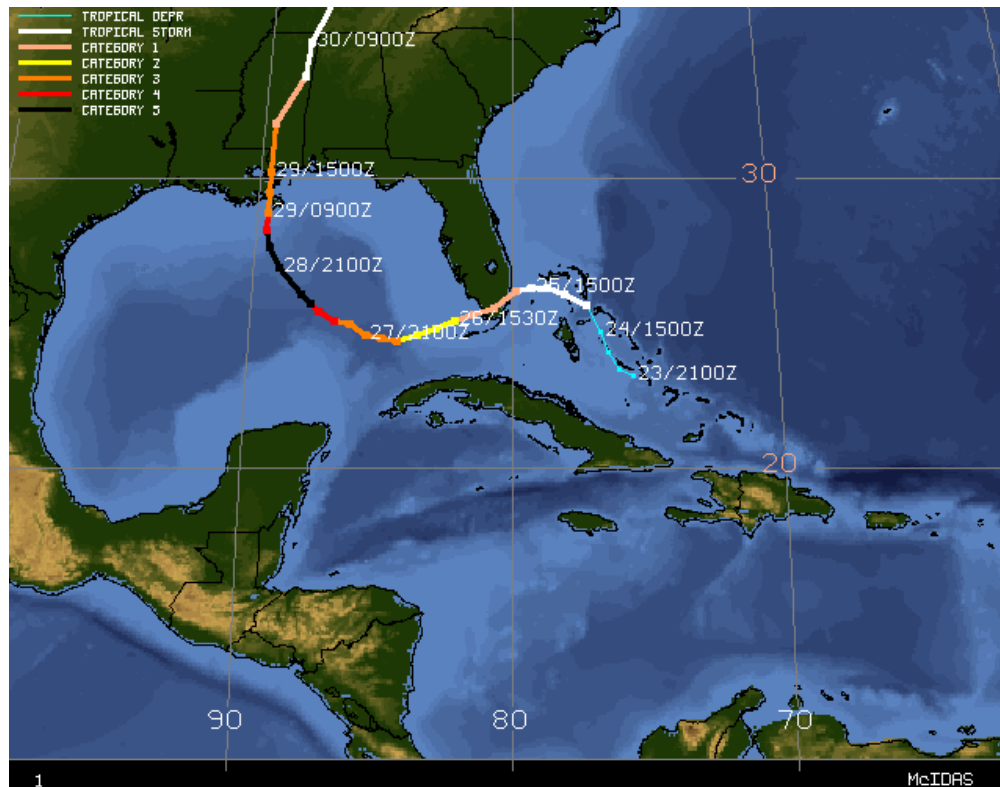 TROPICAL DEPR
TROPICAL STORM
CATEGORY 1
CATEGORY 2
CATEGORY 3
CATEGORY 4
CATEGORY 5
30/0900Z
29/1500Z
30
29/0900Z
28/2100Z
25/1500Z
26/1530Z
24/1500Z
27/2100Z
23/2100Z
20
90
80
70
1
McIDAS